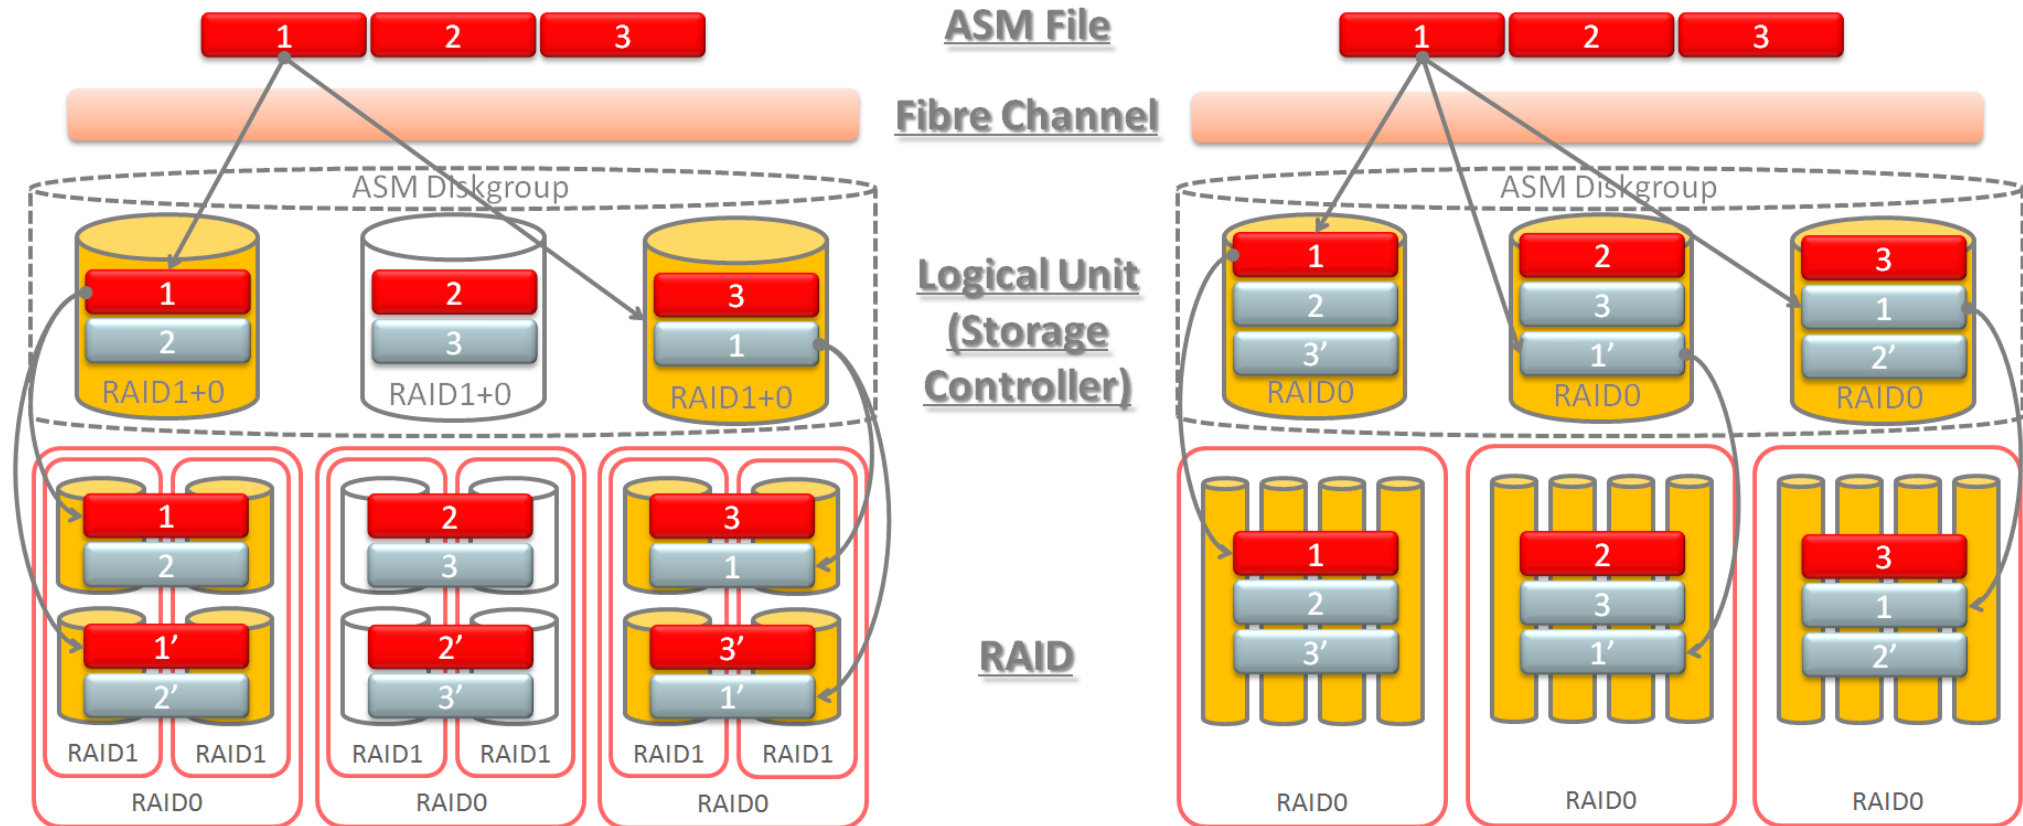 1 2 3
ASM File
1 2 3
Fibre Channel
ASM Diskgroup
ASM Diskgroup
1
2
RAID1+0
2
3
RAID1+0
3
1
RAID1+0
Logical Unit
(Storage
Controller)
1
2
3’
RAID0
2
3
1’
RAID0
3
1
2’
RAID0
1
2
1’
2’
RAID1 RAID1
RAID0
2
3
2’
3’
RAID1 RAID1
RAID0
3
1
3’
1’
RAID1 RAID1
RAID0
RAID
1
2
3’
RAID0
2
3
1’
RAID0
3
1
2’
RAID0